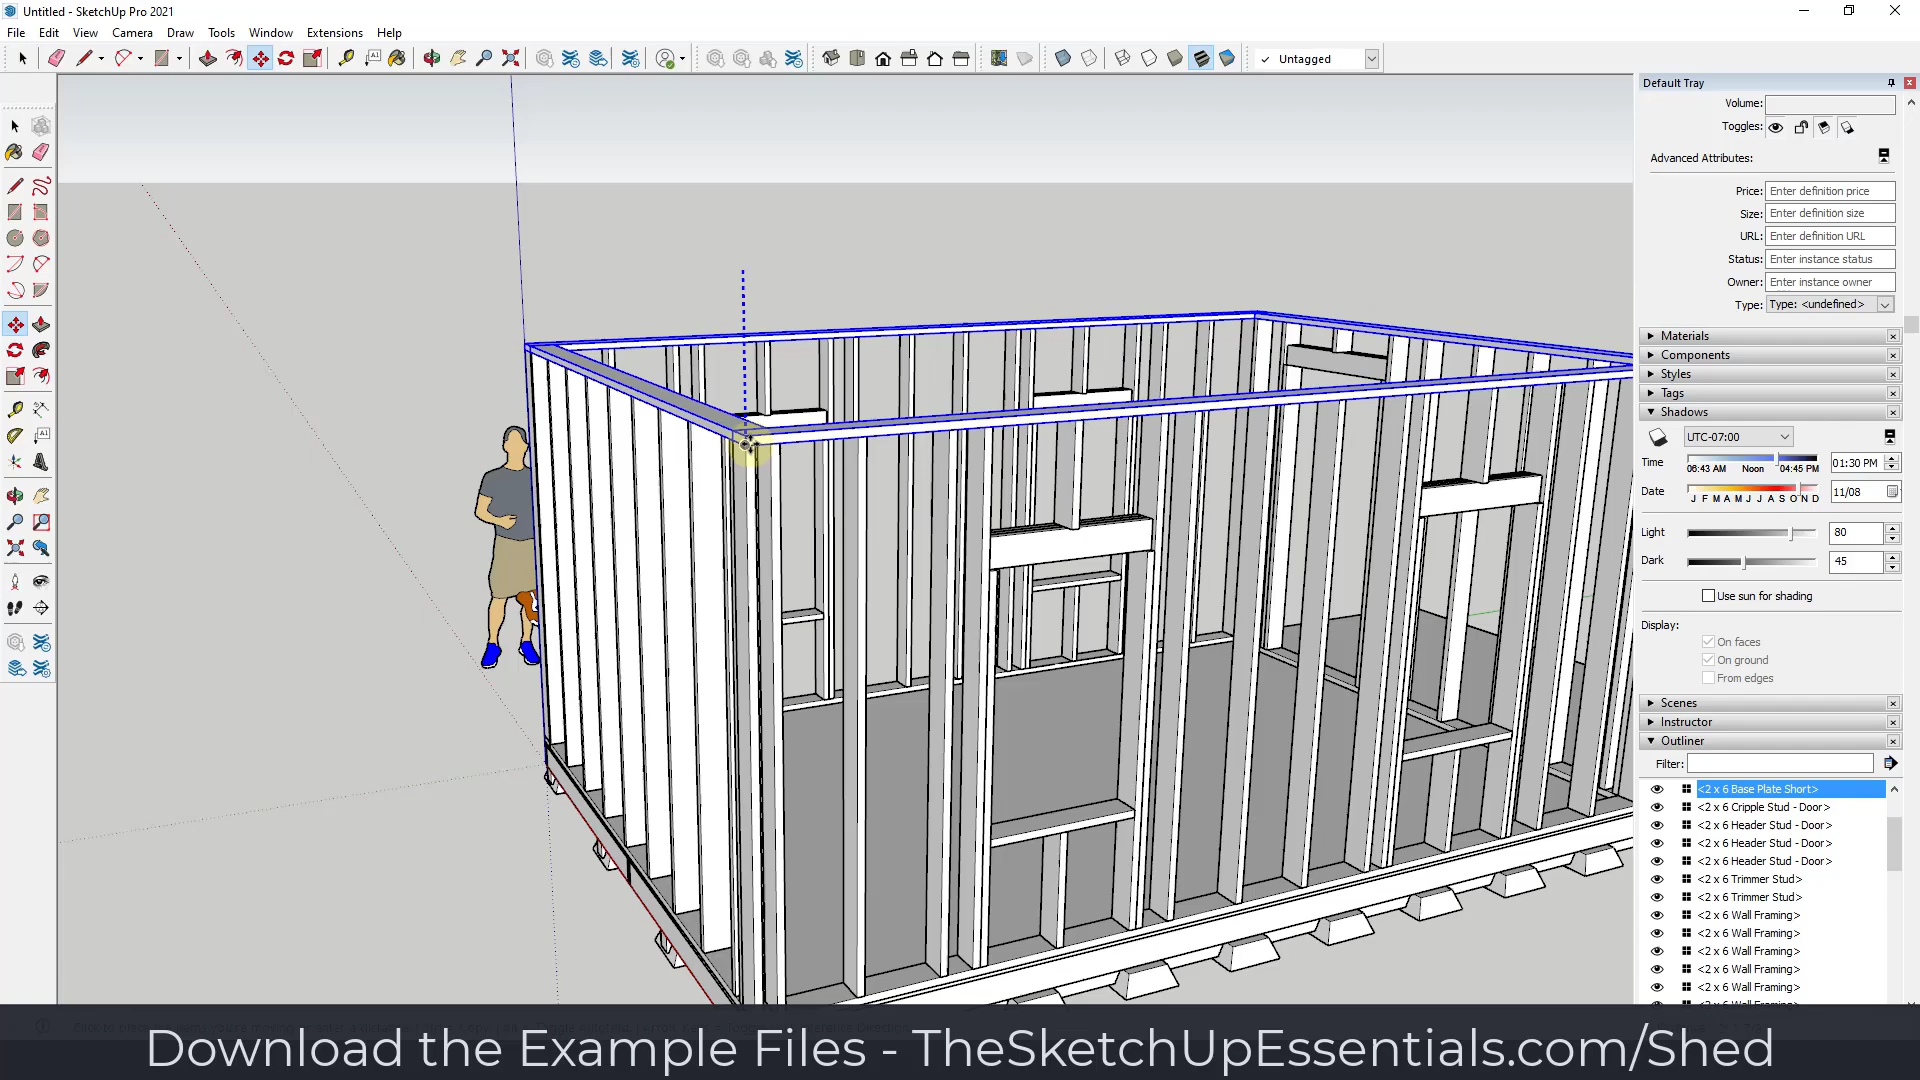 Untitled - SketchUp Pro 2021
File Edit View Camera Draw Tools Window Extensions Help
Untagged
Default Tray
Volume:
Toggles:
Advanced Attributes:
Price: Enter definition price
Size: Enter definition size
URL: Enter definition URL
Status: Enter instance status
Owner: Enter instance owner
Type: Type: <undefined>
Materials
Components
Styles
Tags
Shadows
UTC-07:00
Time 06:43 AM Noon 04:45 PM 01:30 PM
Date J F M A M J J A S O N D 11/08
Light 80
Dark 45
Use sun for shading
Display:
On faces
On ground
From edges
Scenes
Instructor
Outliner
Filter:
<2 x 6 Base Plate Short>
<2 x 6 Cripple Stud - Door>
<2 x 6 Header Stud - Door>
<2 x 6 Header Stud - Door>
<2 x 6 Header Stud - Door>
<2 x 6 Trimmer Stud>
<2 x 6 Trimmer Stud>
<2 x 6 Wall Framing>
<2 x 6 Wall Framing>
<2 x 6 Wall Framing>
<2 x 6 Wall Framing>
<2 x 6 Wall Framing>
Download the Example Files - TheSketchUpEssentials.com/Shed